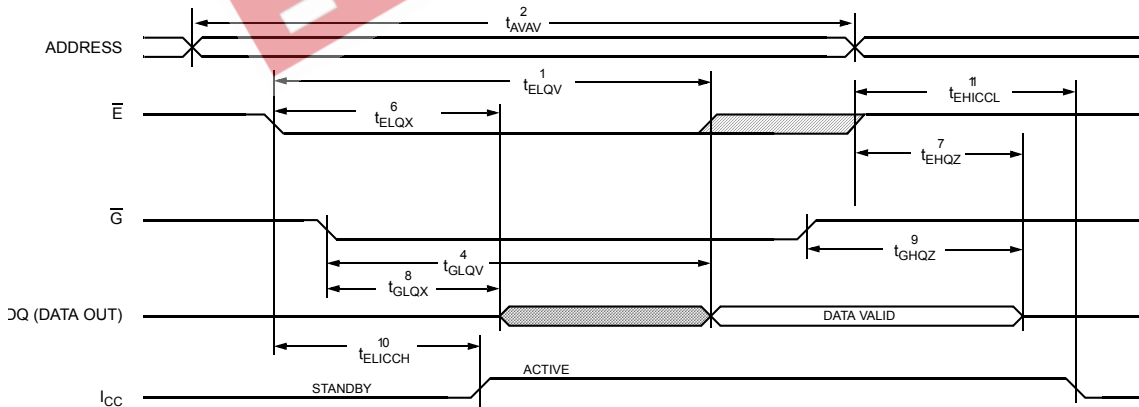 2
tAVAV
ADDRESS
1
tELQV
11
tEHICCL
6
tELQX
E
7
tEHQZ
G
9
tGHQZ
4
tGLQV
8
tGLQX
DQ (DATA OUT)
DATA VALID
10
tELICCH
ACTIVE
STANDBY
ICC